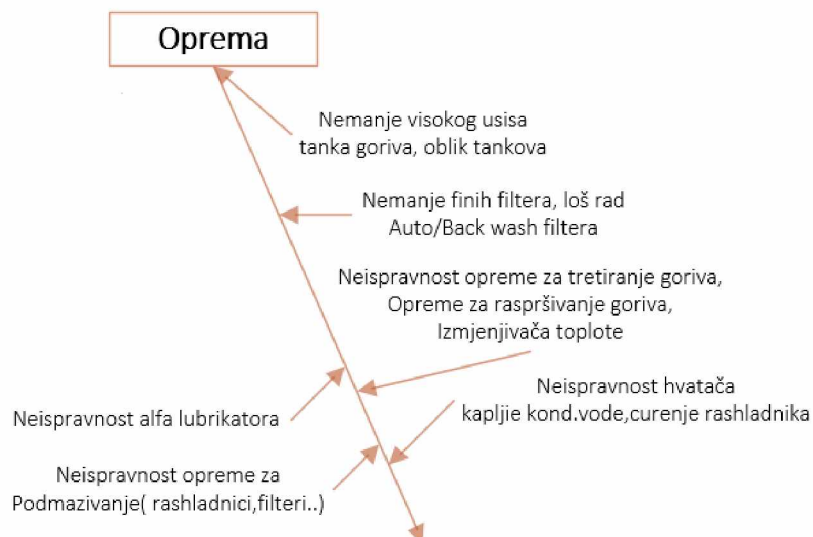 Oprema
Nemanje visokog usisa
tanka goriva, oblik tankova
Nemanje finih filtera, loš rad
Auto/Back wash filtera
Neispravnost opreme za tretiranje goriva,
Opreme za raspršivanje goriva,
Izmjenjivača toplote
Neispravnost hvatača
kapljie kond.vode,curenje rashladnika
Neispravnost alfa lubrikatora
Neispravnost opreme za
Podmazivanje( rashladnici,filteri..)